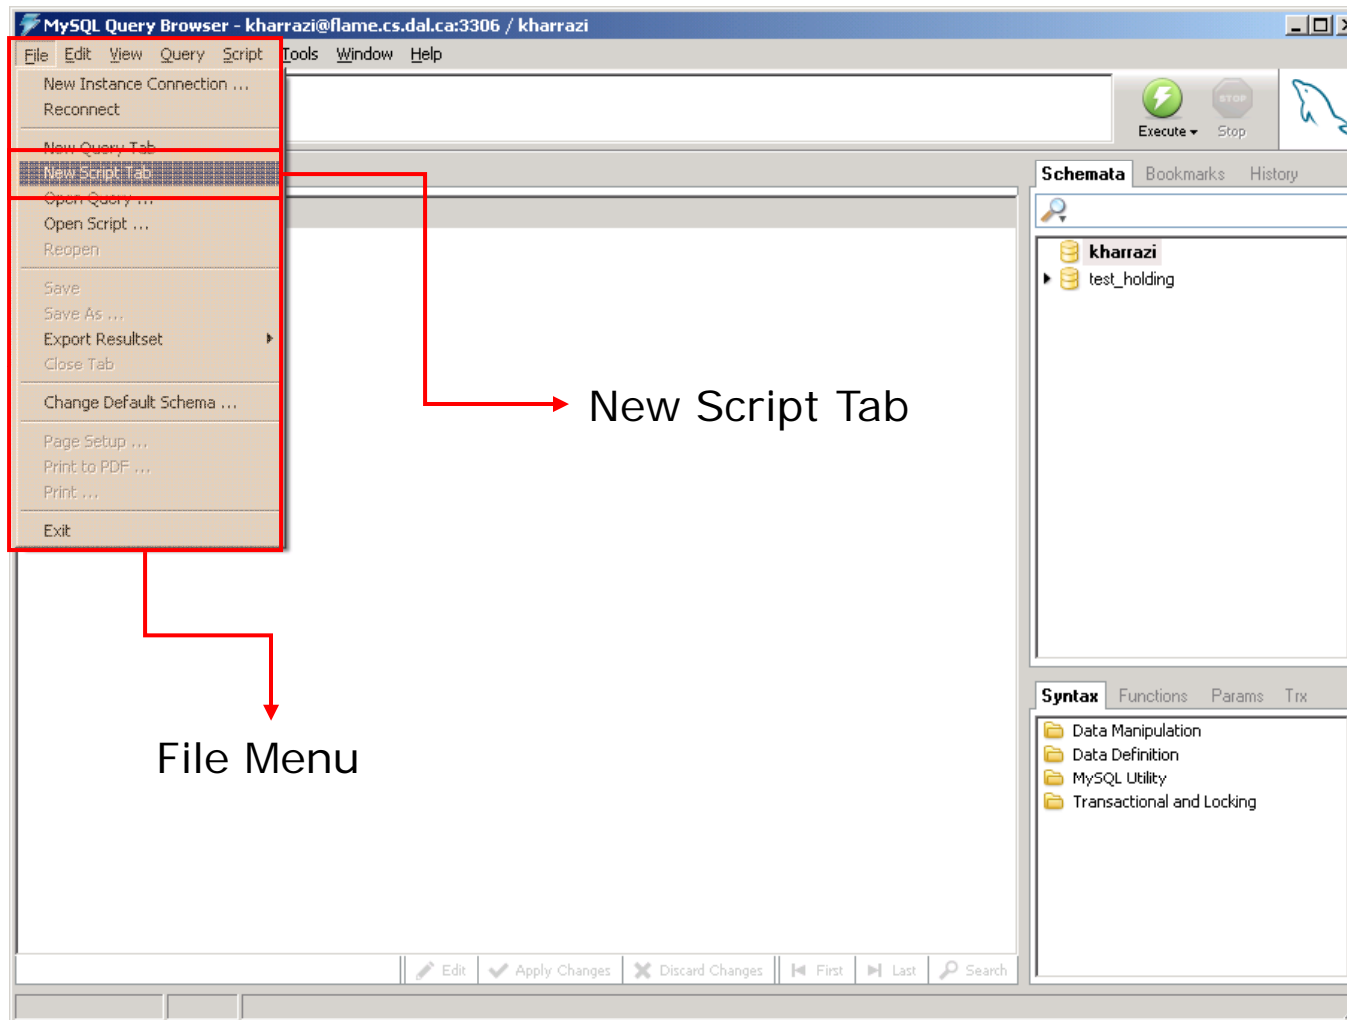 MySQL Query Browser - kharrazi@flame.cs.dal.ca:3306 / kharrazi
File Edit View Query Script Tools Window Help
New Instance Connection ...
Reconnect
New Query Tab
New Script Tab
Open Query ...
Open Script ...
Reopen
Save
Save As ...
Export Resultset
Close Tab
Change Default Schema ...
Page Setup ...
Print to PDF ...
Print ...
Exit
Execute
STOP
Stop
Schemata Bookmarks History
kharrazi
test_holding
New Script Tab
File Menu
Syntax Functions Params Trx
Data Manipulation
Data Definition
MySQL Utility
Transactional and Locking
Edit Apply Changes Discard Changes First Last Search